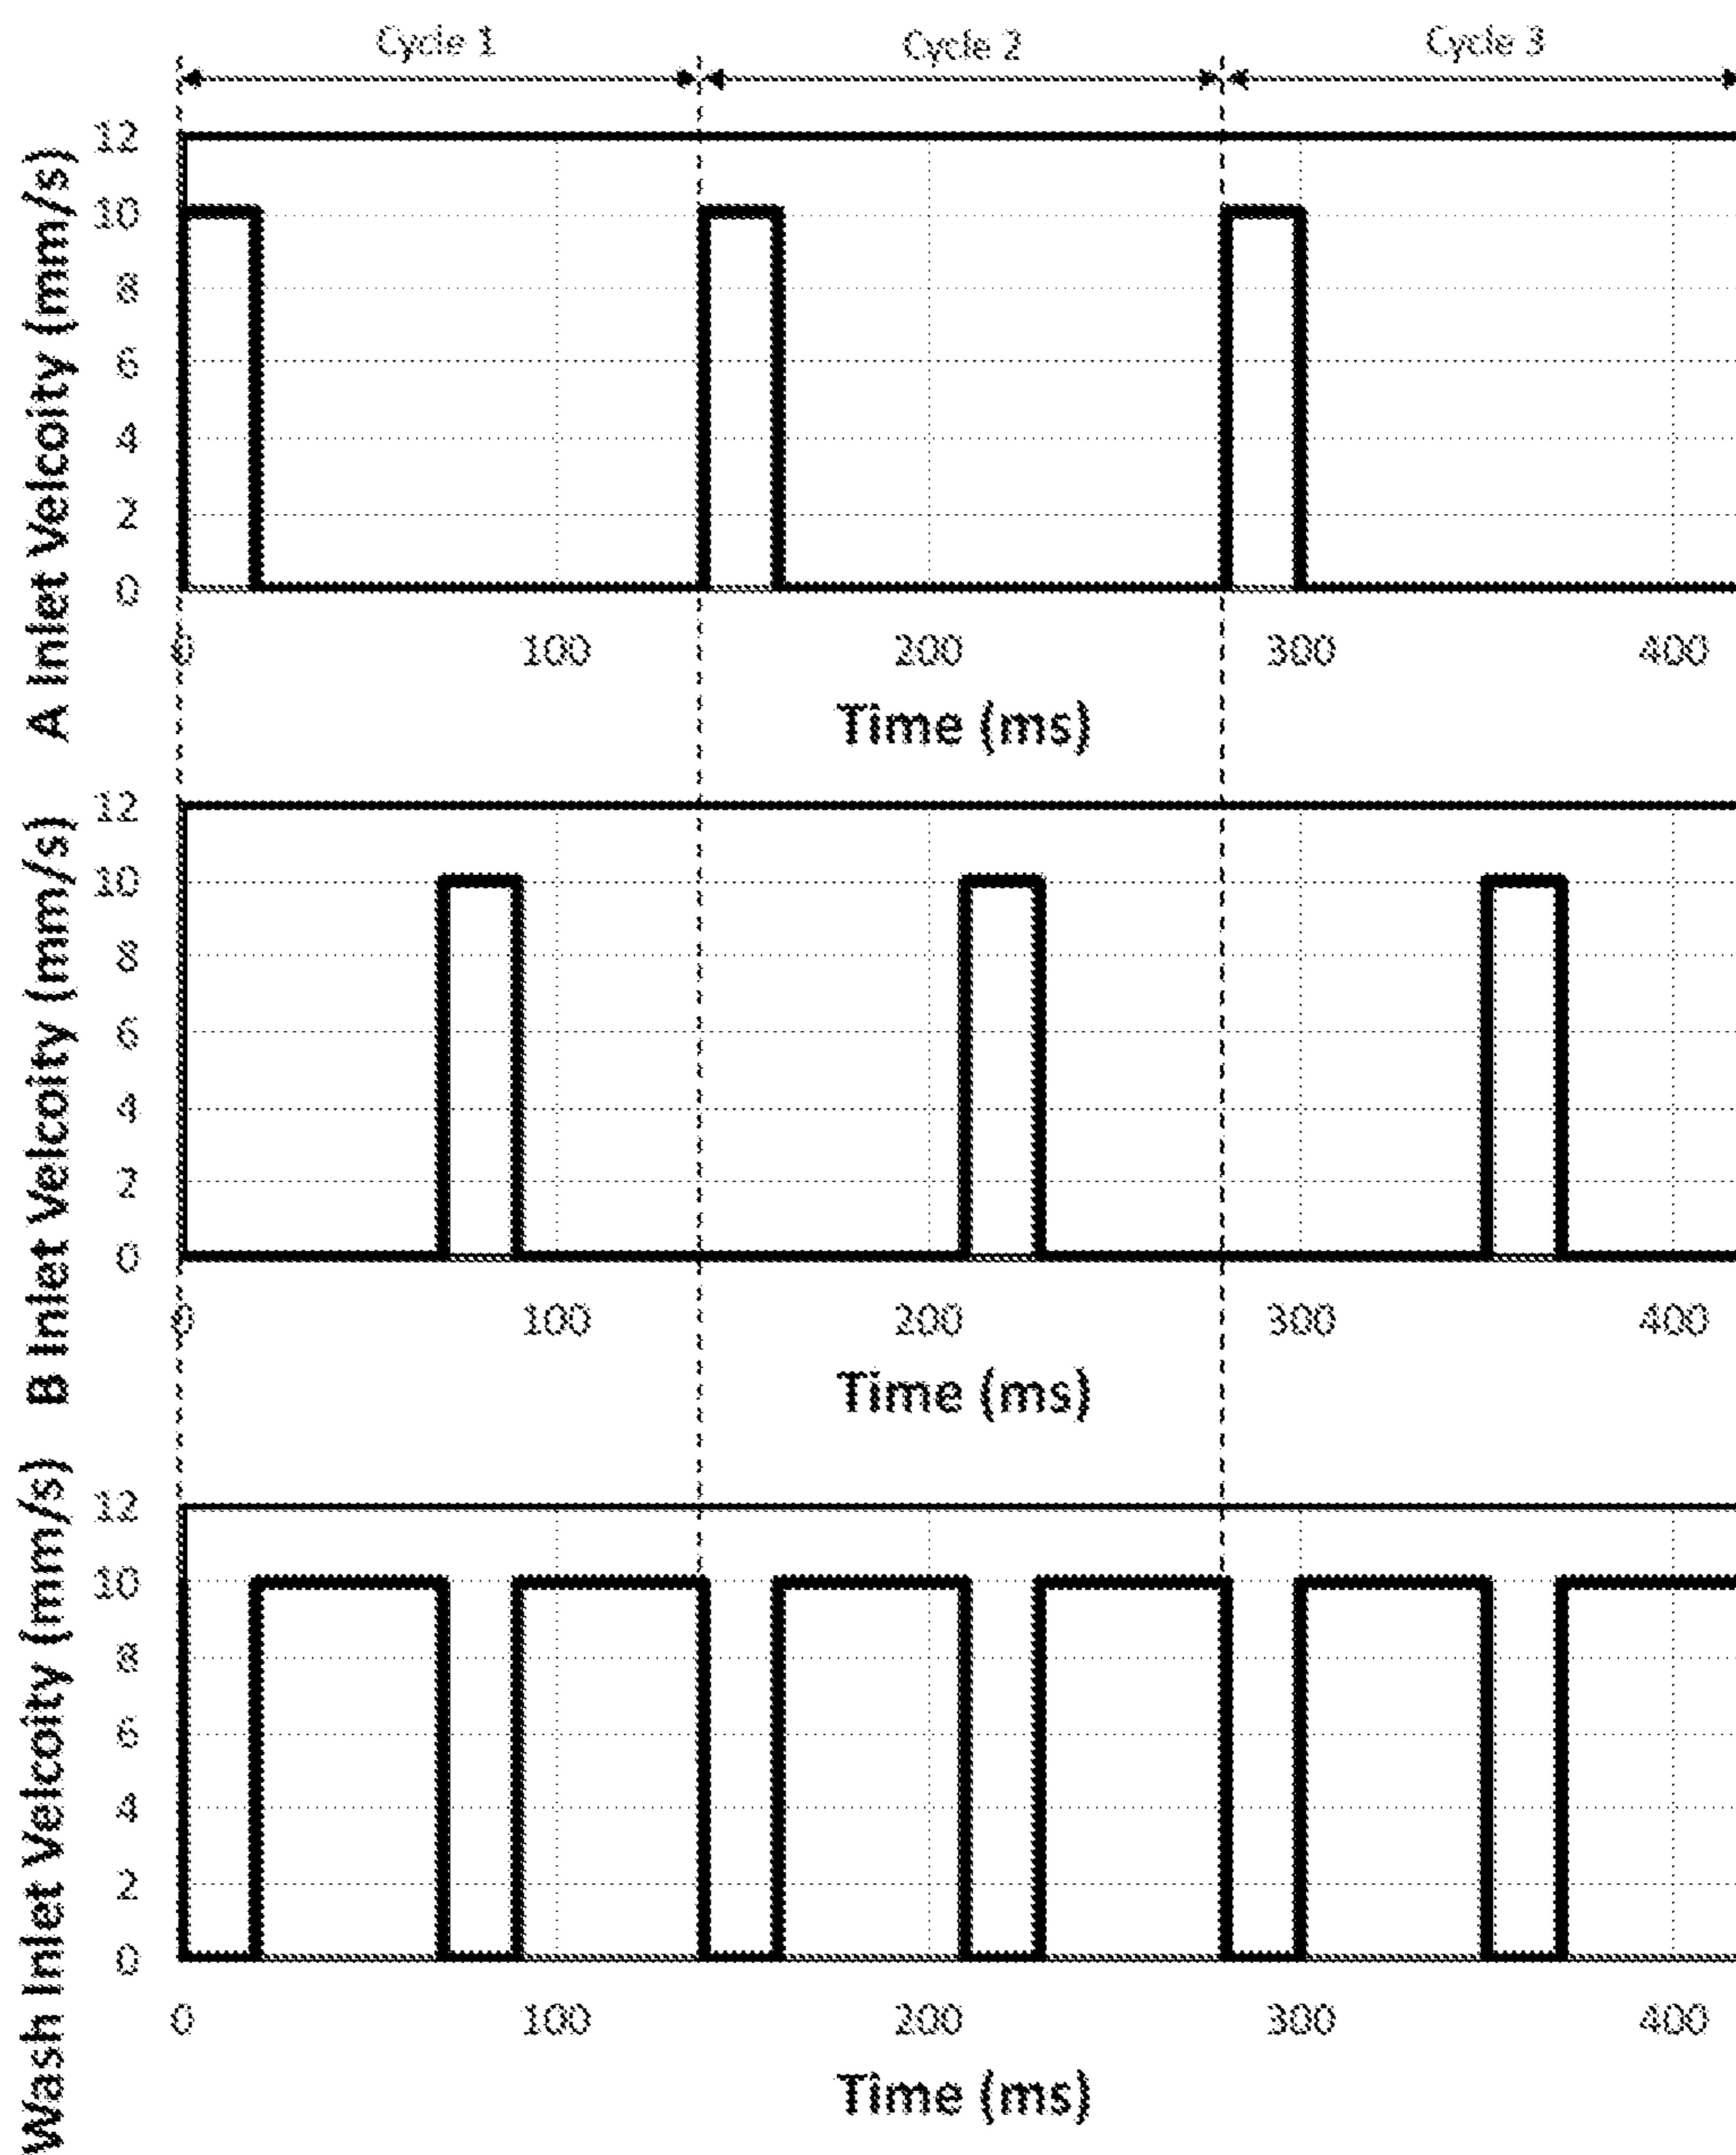 Cycle 1 Cycle 2 Cycle 3
A Inlet Velcoity (mm/s)
12
10
8
6
4
2
0
0 100 200 300 400
Time (ms)
B Inlet Velcoity (mm/s)
12
10
8
6
4
2
0
0 100 200 300 400
Time (ms)
Wash Inlet Velcoity (mm/s)
12
10
8
6
4
2
0
0 100 200 300 400
Time (ms)